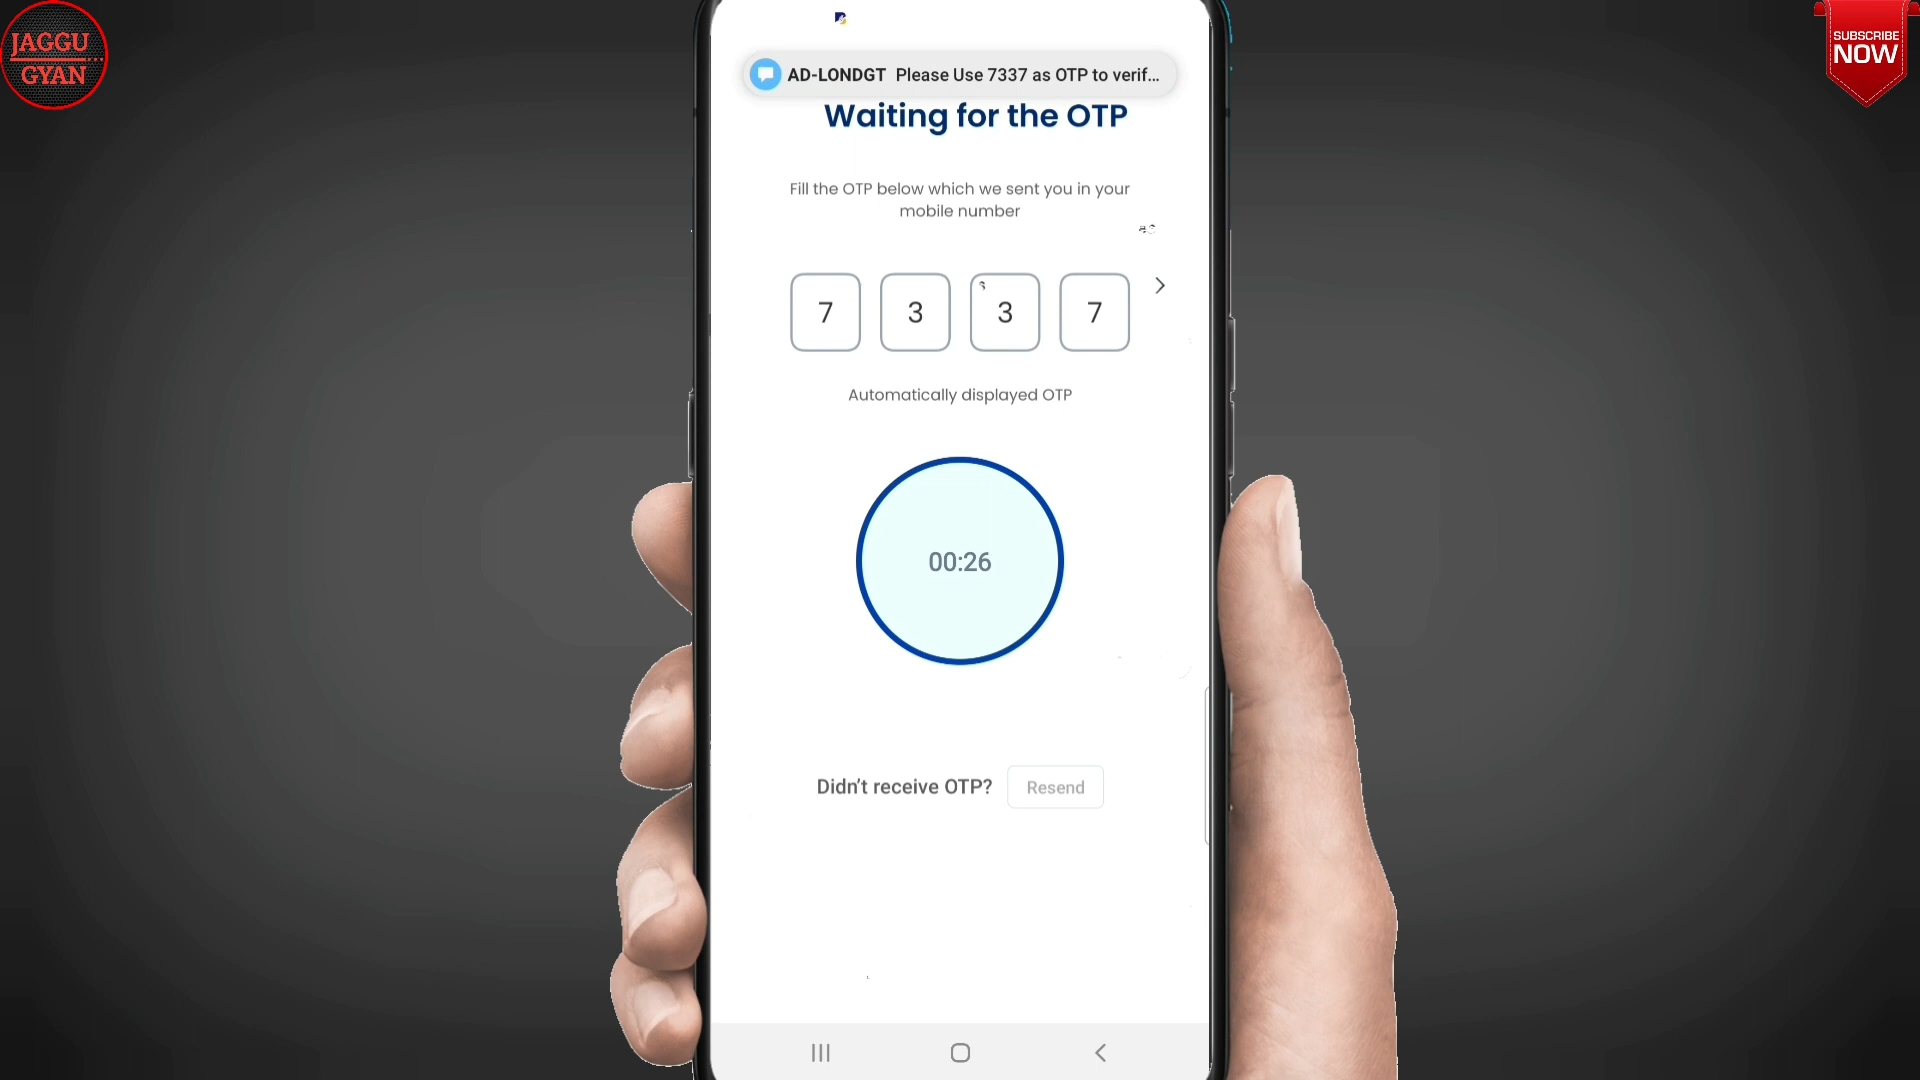 JAGGU
GYAN
SUBSCRIBE
NOW
AD-LONDGT Please Use 7337 as OTP to verif...
Waiting for the OTP
Fill the OTP below which we sent you in your
mobile number
7 3 3 7
Automatically displayed OTP
00:26
Didn't receive OTP? Resend